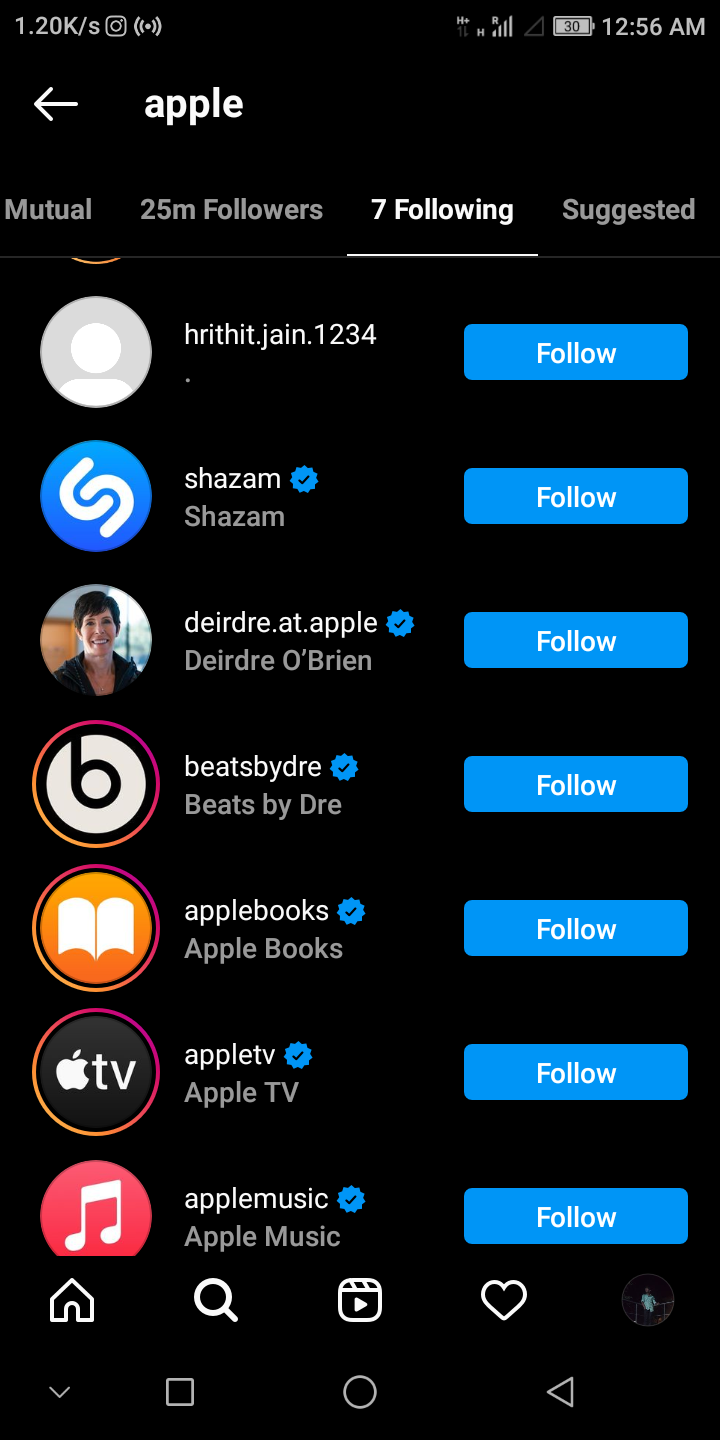 1.20K/s H+ H R 30 12:56 AM
apple
Mutual 25m Followers 7 Following Suggested
hrithit.jain.1234
.
Follow
shazam
Shazam
Follow
deirdre.at.apple
Deirdre O’Brien
Follow
beatsbydre
Beats by Dre
Follow
applebooks
Apple Books
Follow
tv
appletv
Apple TV
Follow
applemusic
Apple Music
Follow